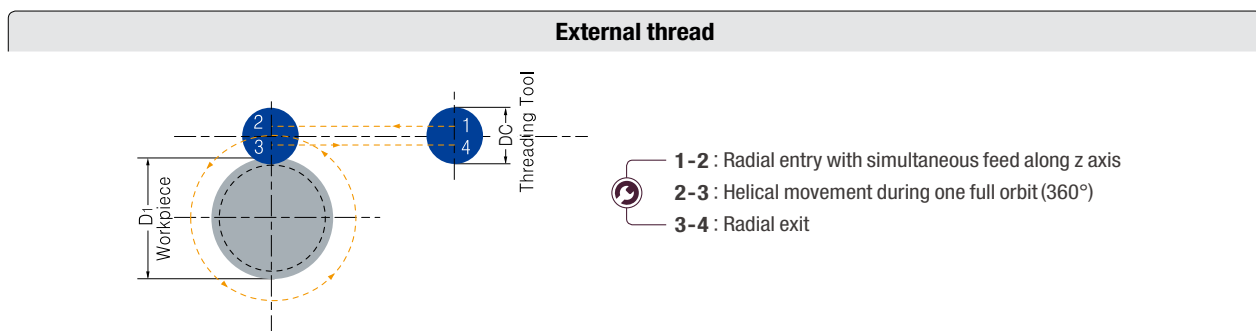 External thread
2
3
1
4
DC
Threading Tool
D1
Workpiece
1-2 : Radial entry with simultaneous feed along z axis
2-3 : Helical movement during one full orbit (360°)
3-4 : Radial exit